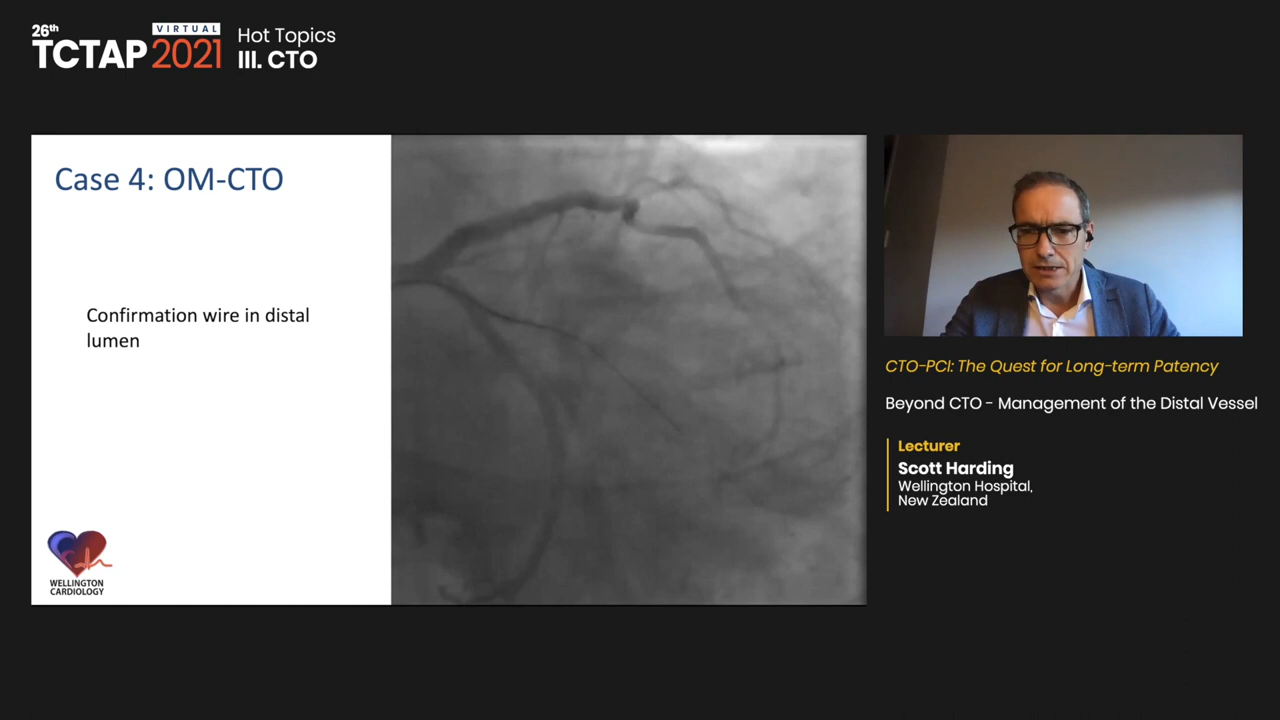 26th
VIRTUAL
TCTAP 2021
Hot Topics
III. CTO
Case 4: OM-CTO
Confirmation wire in distal
lumen
WELLINGTON
CARDIOLOGY
CTO-PCI: The Quest for Long-term Patency
Beyond CTO - Management of the Distal Vessel
Lecturer
Scott Harding
Wellington Hospital,
New Zealand